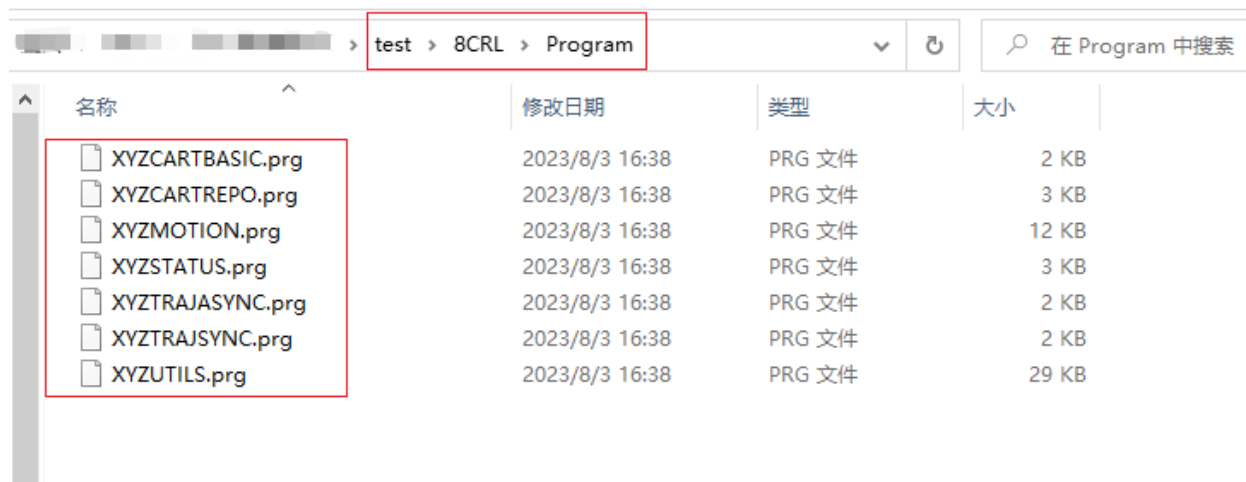 test > 8CRL > Program 在 Program 中搜索
名称 修改日期 类型 大小
XYZCARTBASIC.prg 2023/8/3 16:38 PRG 文件 2 KB
XYZCARTREPO.prg 2023/8/3 16:38 PRG 文件 3 KB
XYZMOTION.prg 2023/8/3 16:38 PRG 文件 12 KB
XYZSTATUS.prg 2023/8/3 16:38 PRG 文件 3 KB
XYZTRAJASYNC.prg 2023/8/3 16:38 PRG 文件 2 KB
XYZTRAJSYNC.prg 2023/8/3 16:38 PRG 文件 2 KB
XYZUTILS.prg 2023/8/3 16:38 PRG 文件 29 KB